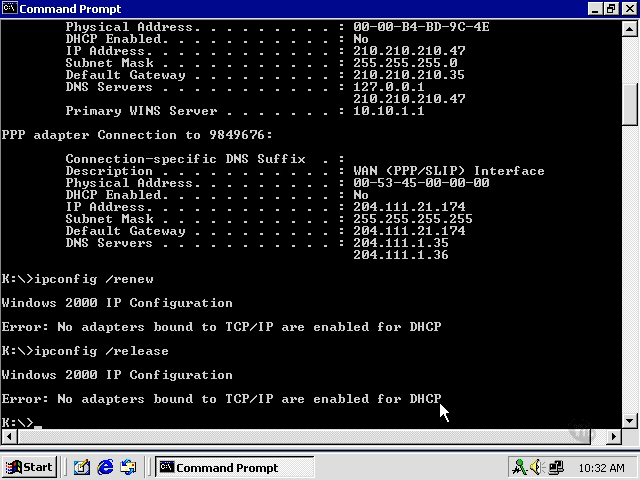 Command Prompt
Physical Address. . . . . . . . . : 00-00-B4-BD-9C-4E
DHCP Enabled. . . . . . . . . . . : No
IP Address. . . . . . . . . . . . : 210.210.210.47
Subnet Mask . . . . . . . . . . . : 255.255.255.0
Default Gateway . . . . . . . . . : 210.210.210.35
DNS Servers . . . . . . . . . . . : 127.0.0.1
210.210.210.47
Primary WINS Server . . . . . . . : 10.10.1.1
PPP adapter Connection to 9849676:
Connection-specific DNS Suffix  . :
Description . . . . . . . . . . . : WAN (PPP/SLIP) Interface
Physical Address. . . . . . . . . : 00-53-45-00-00-00
DHCP Enabled. . . . . . . . . . . : No
IP Address. . . . . . . . . . . . : 204.111.21.174
Subnet Mask . . . . . . . . . . . : 255.255.255.255
Default Gateway . . . . . . . . . : 204.111.21.174
DNS Servers . . . . . . . . . . . : 204.111.1.35
204.111.1.36
K:\>ipconfig /renew
Windows 2000 IP Configuration
Error: No adapters bound to TCP/IP are enabled for DHCP
K:\>ipconfig /release
Windows 2000 IP Configuration
Error: No adapters bound to TCP/IP are enabled for DHCP
K:\>_
Start
Command Prompt
10:32 AM